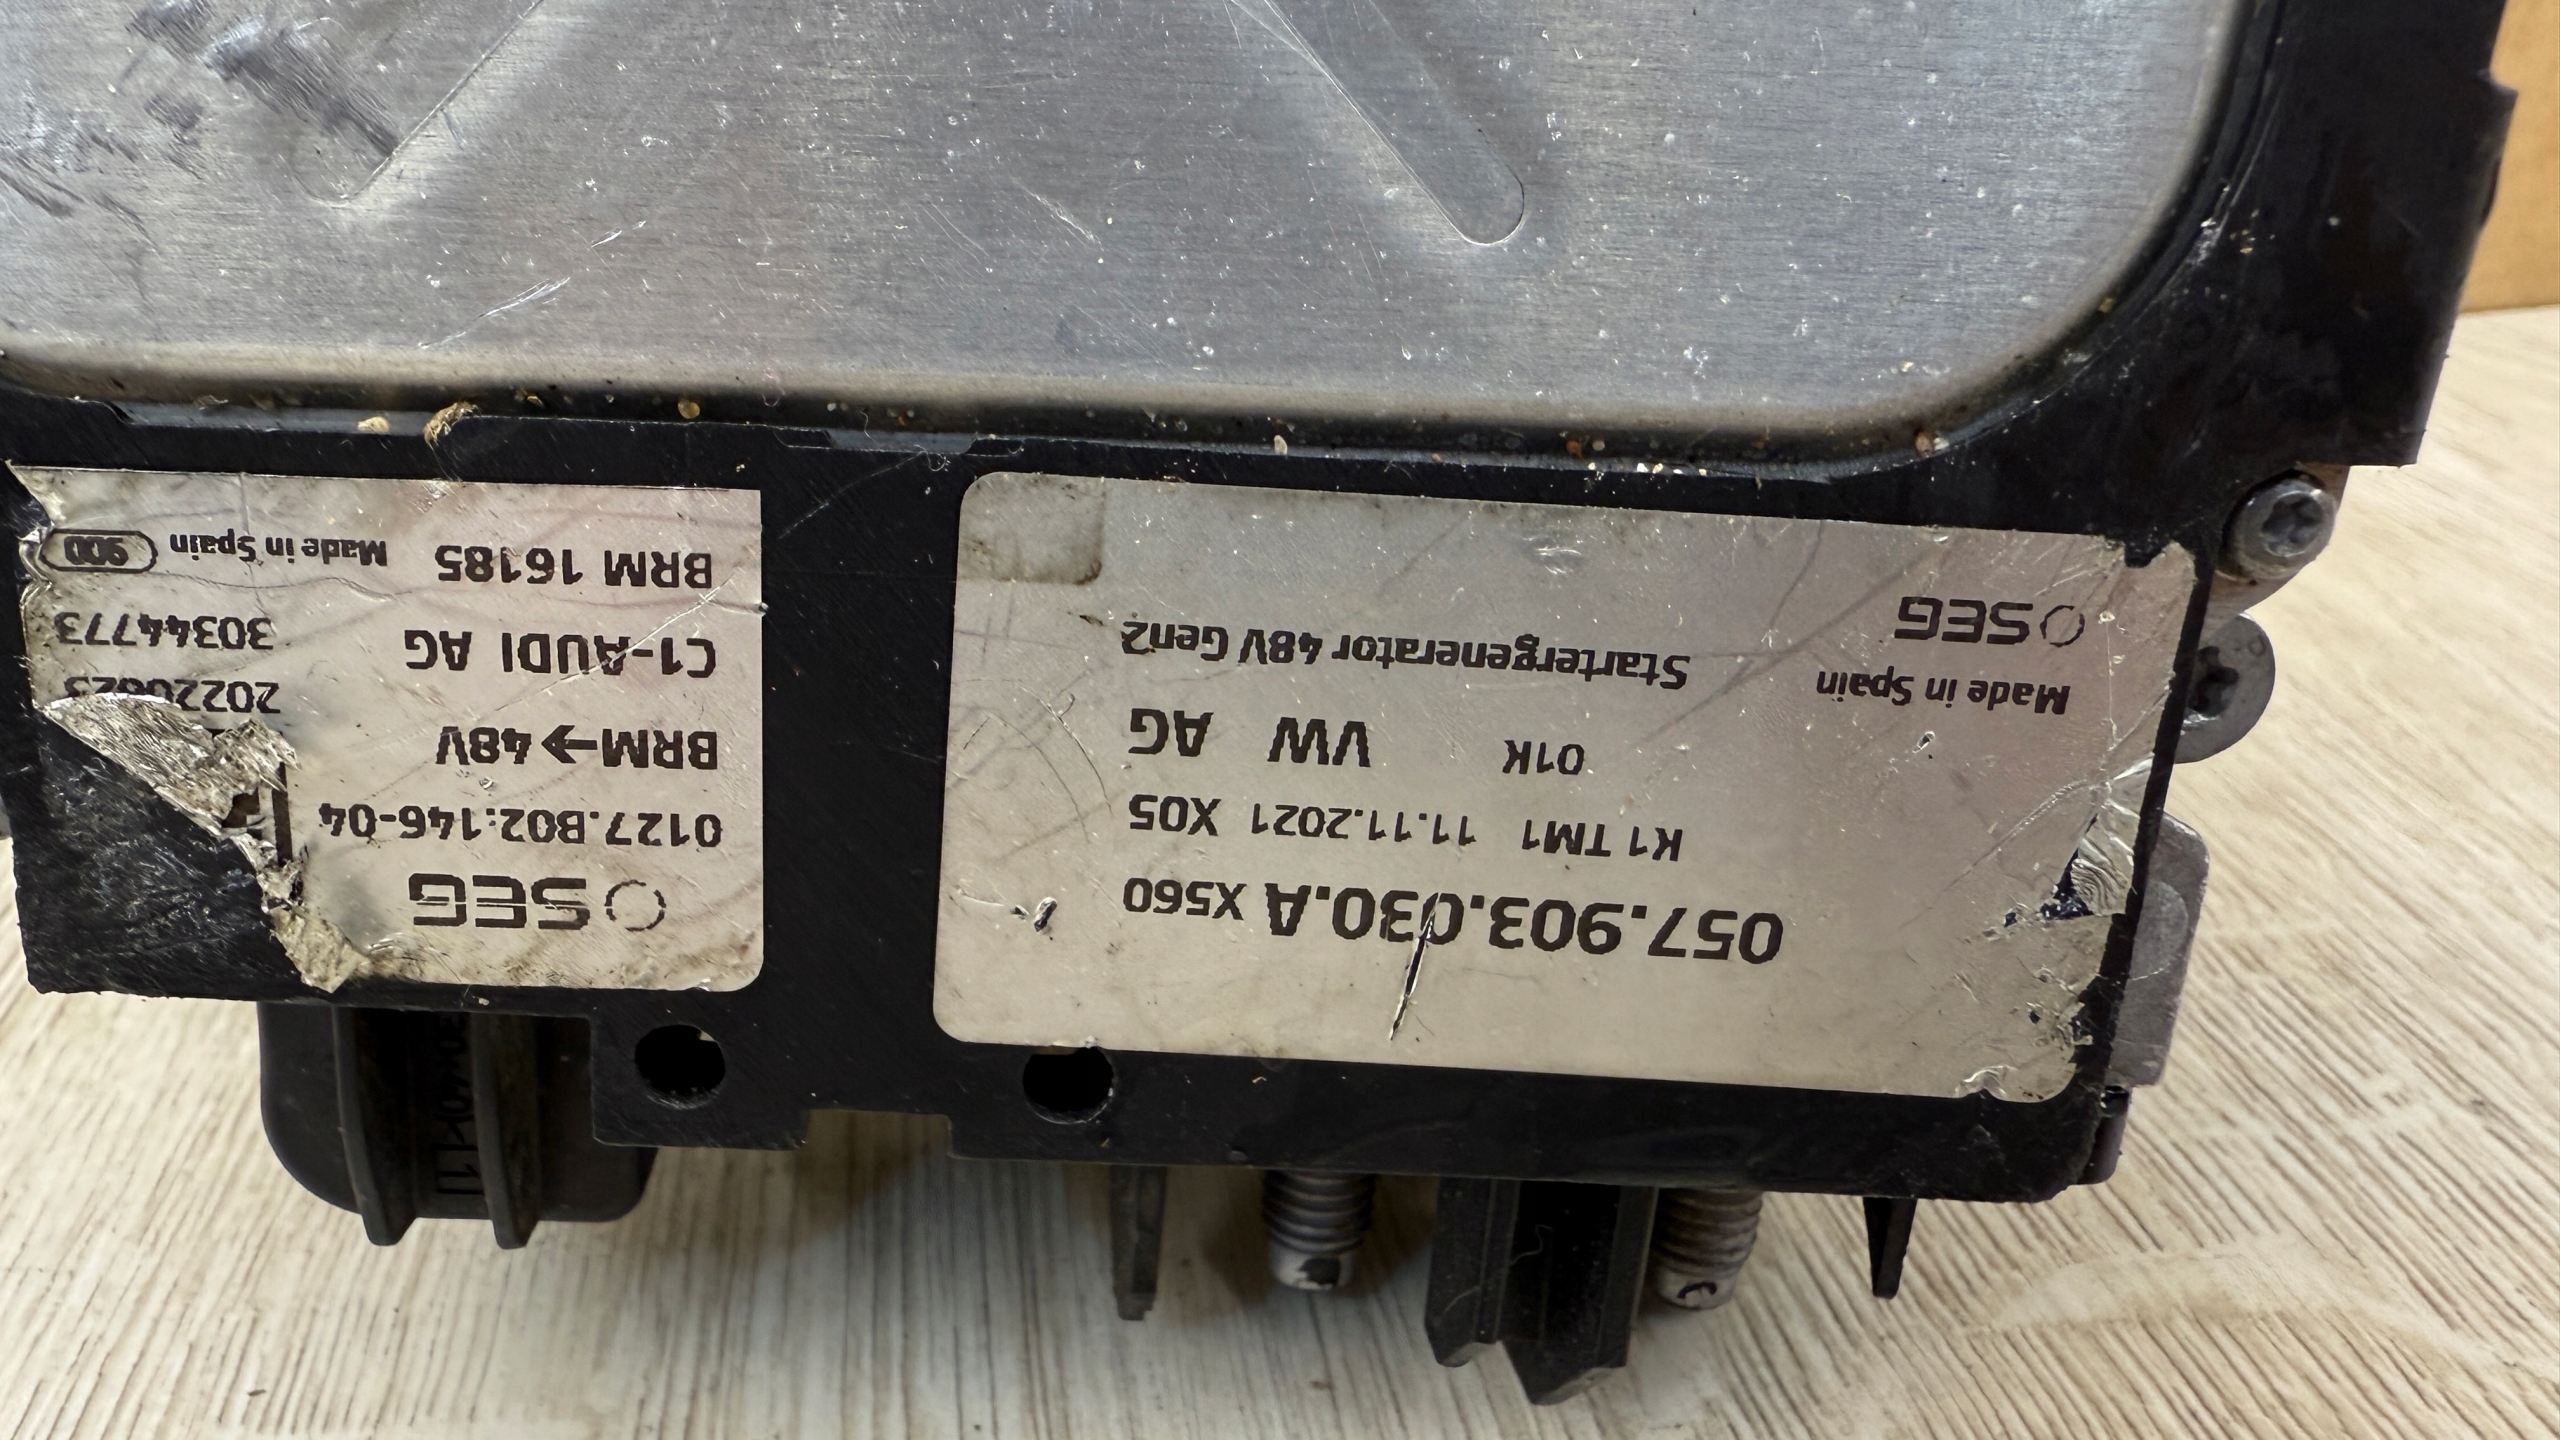 057.903.030.A X560
K1 TM1 11.11.2021 X05
01K VW AG
Startergenerator 48V Gen2
Made in Spain
SEG
SEG
0127.B02.146-04
BRM→48V
20220623
C1-AUDI AG
30344773
BRM 16185
Made in Spain
900